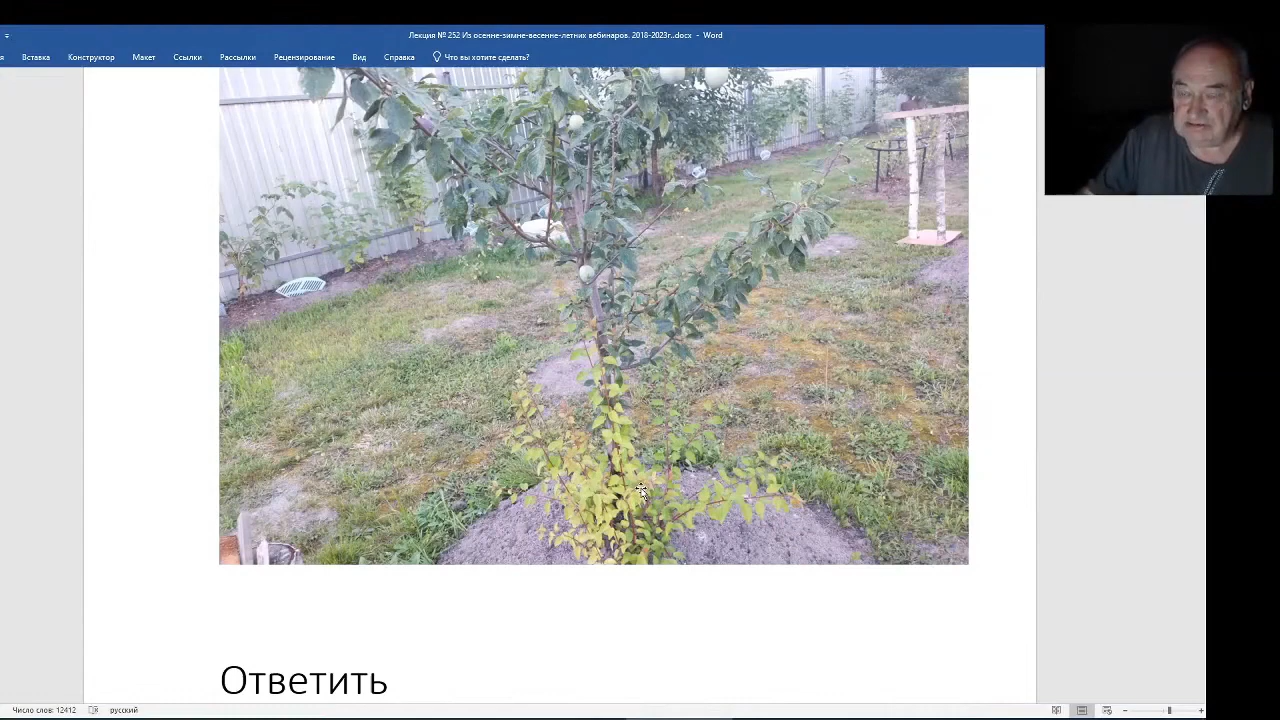 Лекция № 252 Из осенне-зимне-весенне-летних вебинаров. 2018-2023г..docx - Word
я Вставка Конструктор Макет Ссылки Рассылки Рецензирование Вид Справка Что вы хотите сделать?
Ответить
Число слов: 12412 русский